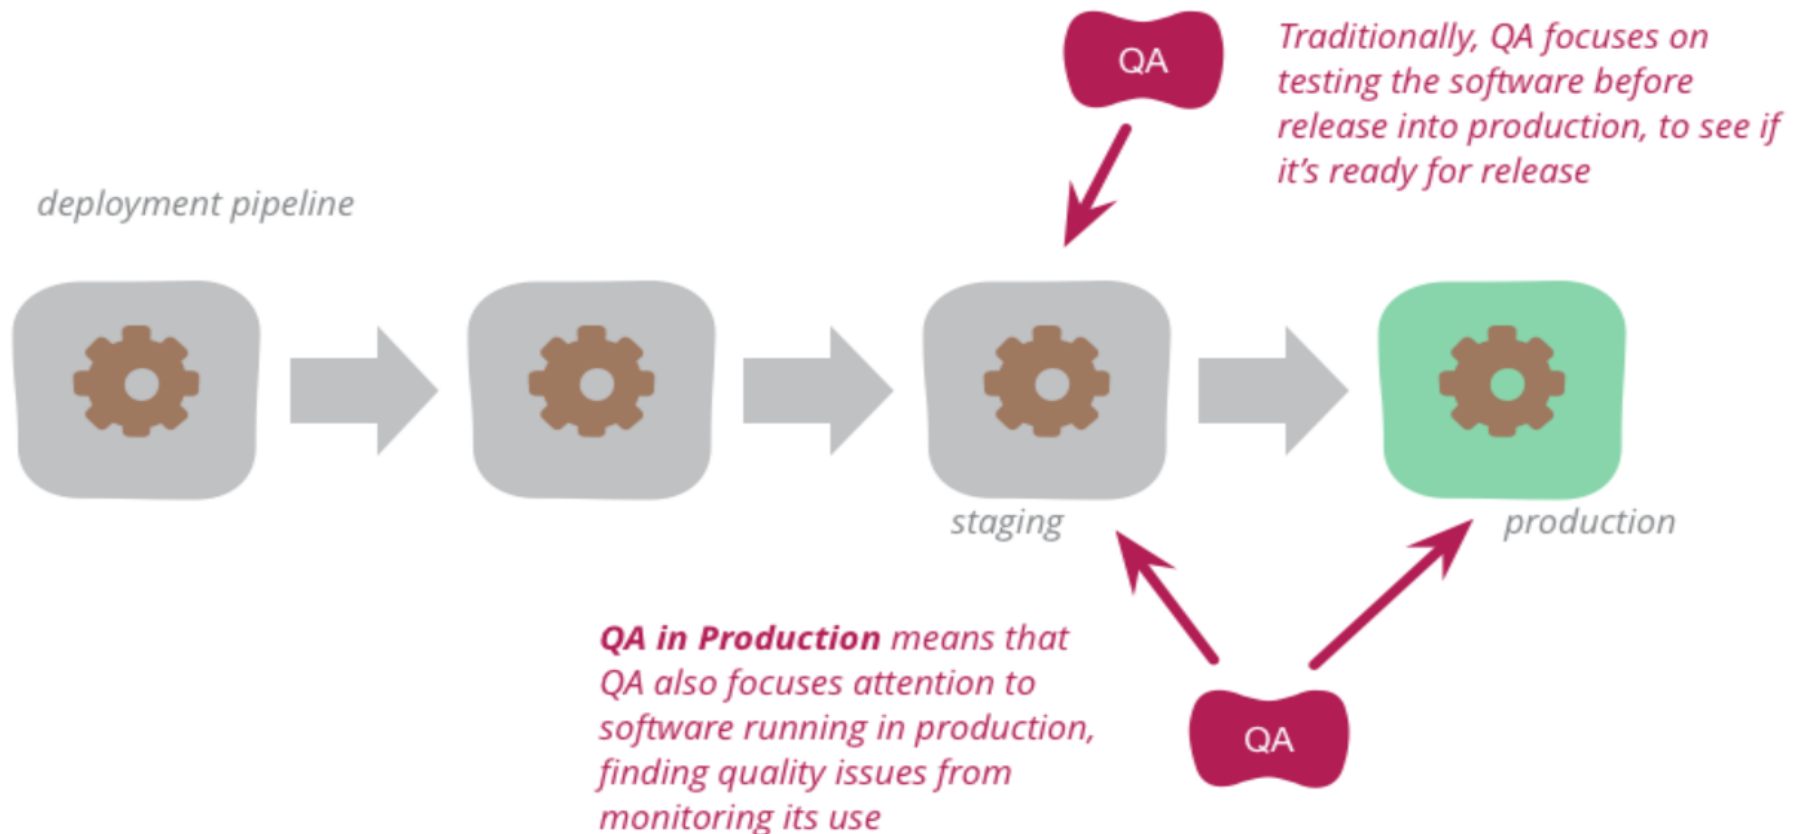 QA
Traditionally, QA focuses on
testing the software before
release into production, to see if
it’s ready for release
deployment pipeline
staging
production
QA in Production means that
QA also focuses attention to
software running in production,
finding quality issues from
monitoring its use
QA